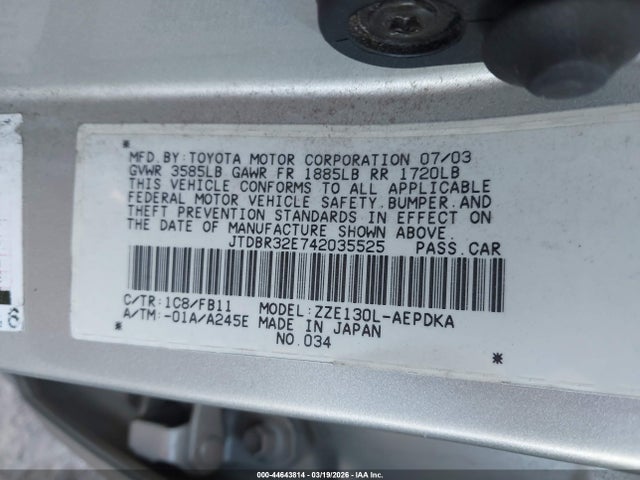 MFD.BY:TOYOTA MOTOR CORPORATION 07/03
GVWR 3585LB GAWR FR 1885LB RR 1720LB
THIS VEHICLE CONFORMS TO ALL APPLICABLE
FEDERAL MOTOR VEHICLE SAFETY,BUMPER,AND
THEFT PREVENTION STANDARDS IN EFFECT ON
THE DATE OF MANUFACTURE SHOWN ABOVE.
JTDBR32E742035525 PASS.CAR
C/TR:1C8/FB11 MODEL:ZZE130L-AEPDKA
A/TM:-01A/A245E MADE IN JAPAN
NO.034
6
000-44643814 - 03/19/2026 - IAA Inc.